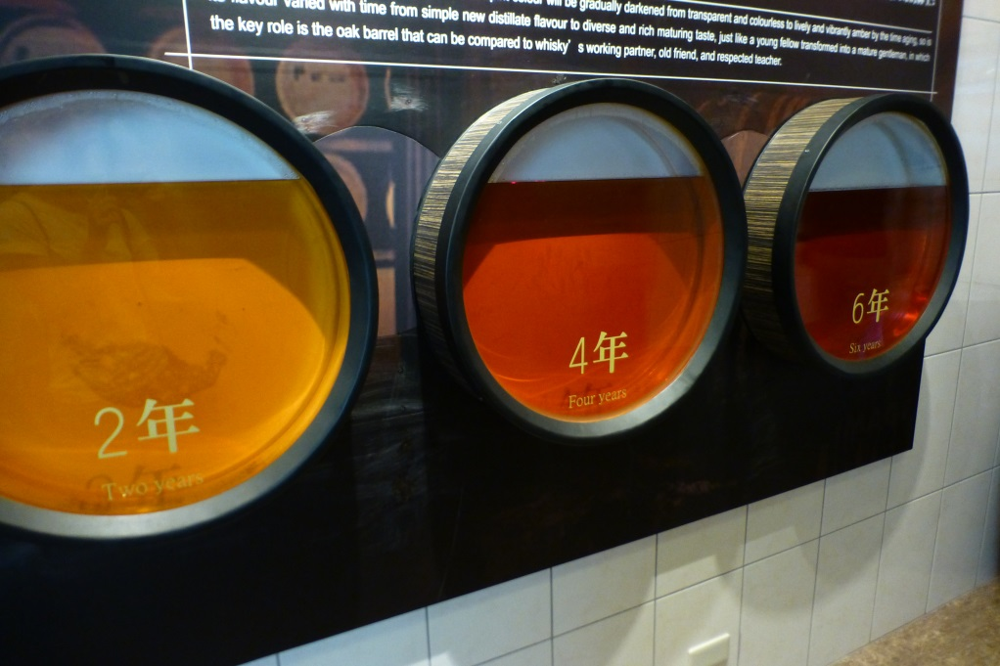 colour will be gradually darkened from transparent and colourless to lively and vibrantly amber by the time aging, so is
flavour varied with time from simple new distillate flavour to diverse and rich maturing taste, just like a young fellow transformed into a mature gentleman, in which
the key role is the oak barrel that can be compared to whisky's working partner, old friend, and respected teacher.
2年
Two years
4年
Four years
6年
Six years